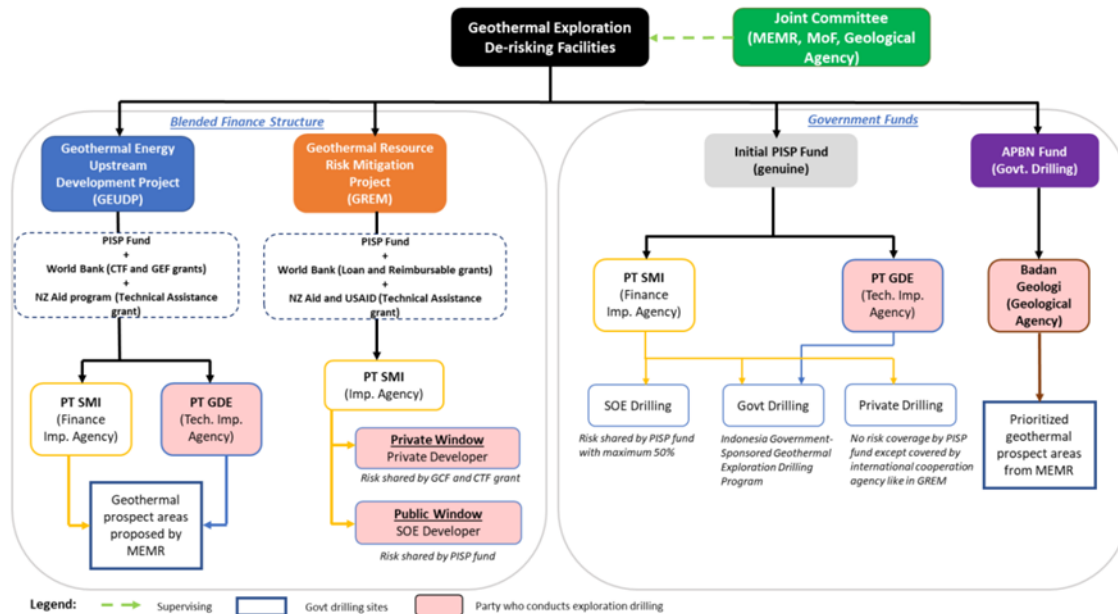 Geothermal Exploration
De-risking Facilities
Joint Committee
(MEMR, MoF, Geological
Agency)
Blended Finance Structure
Government Funds
Geothermal Energy
Upstream
Development Project
(GEUDP)
Geothermal Resource
Risk Mitigation
Project
(GREM)
Initial PISP Fund
(genuine)
APBN Fund
(Govt. Drilling)
PISP Fund
+
World Bank (CTF and GEF grants)
+
NZ Aid program (Technical Assistance
grant)
PISP Fund
+
World Bank (Loan and Reimbursable grants)
+
NZ Aid and USAID (Technical Assistance
grant)
PT SMI
(Finance
Imp. Agency)
PT GDE
(Tech. Imp.
Agency)
Badan
Geologi
(Geological
Agency)
PT SMI
(Finance
Imp. Agency)
PT GDE
(Tech. Imp.
Agency)
PT SMI
(Imp. Agency)
SOE Drilling
Govt Drilling
Private Drilling
Risk shared by PISP fund
with maximum 50%
Indonesia Government-
Sponsored Geothermal
Exploration Drilling
Program
No risk coverage by PISP
fund except covered by
international cooperation
agency like in GREM
Prioritized
geothermal
prospect areas
from MEMR
Private Window
Private Developer
Risk shared by GCF and CTF grant
Geothermal
prospect areas
proposed by
MEMR
Public Window
SOE Developer
Risk shared by PISP fund
Legend:
Supervising
Govt drilling sites
Party who conducts exploration drilling